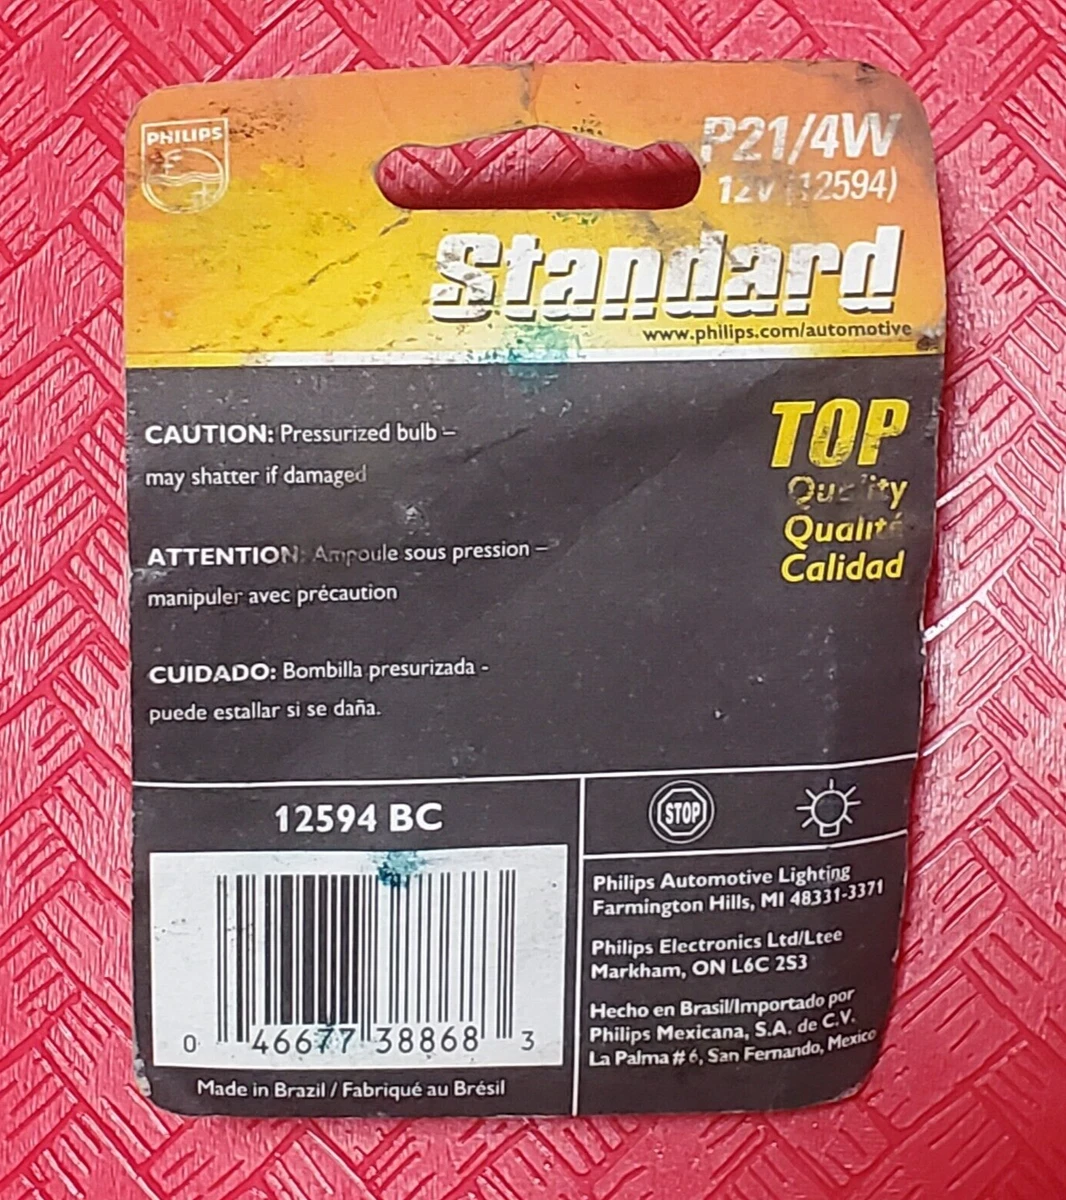 PHILIPS
P21/4W
12V (12594)
Standard
www.philips.com/automotive
TOP
Quality
Qualité
Calidad
CAUTION: Pressurized bulb –
may shatter if damaged
ATTENTION: Ampoule sous pression –
manipuler avec précaution
CUIDADO: Bombilla presurizada -
puede estallar si se daña.
12594 BC
0 46677 38868 3
Made in Brazil / Fabriqué au Brésil
STOP
Philips Automotive Lighting
Farmington Hills, MI 48331-3371
Philips Electronics Ltd/Ltee
Markham, ON L6C 2S3
Hecho en Brasil/Importado por
Philips Mexicana, S.A. de C.V.
La Palma # 6, San Fernando, Mexico